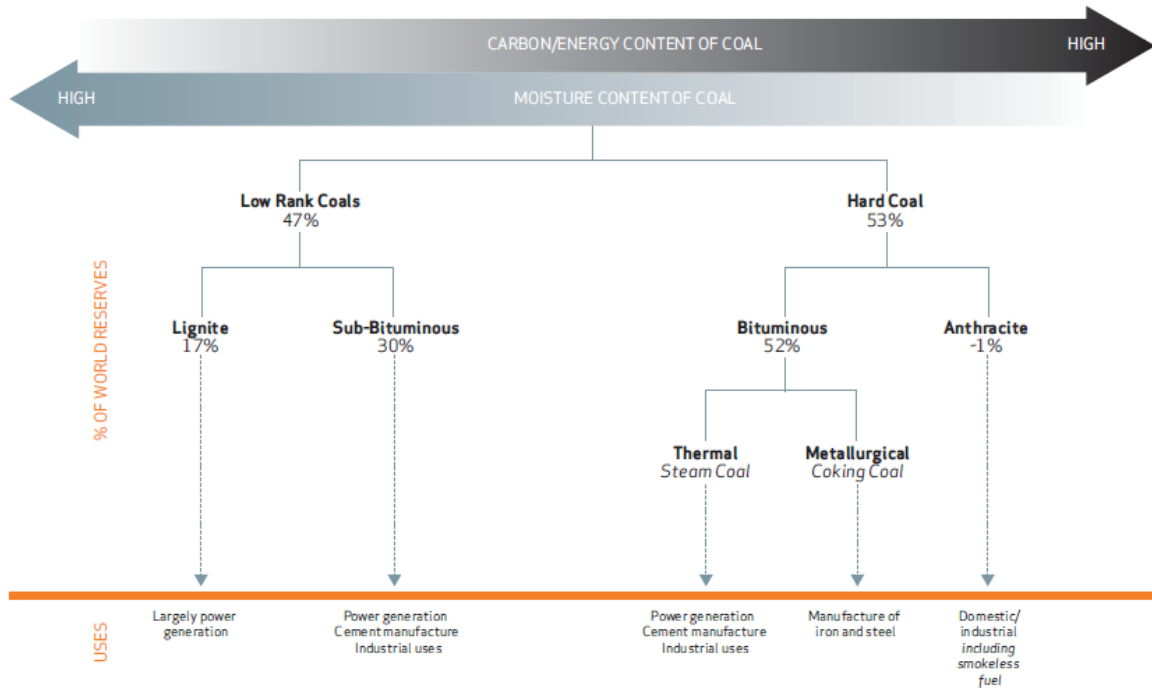 CARBON/ENERGY CONTENT OF COAL
HIGH
HIGH
MOISTURE CONTENT OF COAL
Low Rank Coals
47%
Hard Coal
53%
% OF WORLD RESERVES
Lignite
17%
Sub-Bituminous
30%
Bituminous
52%
Anthracite
-1%
Thermal
Steam Coal
Metallurgical
Coking Coal
USES
Largely power
generation
Power generation
Cement manufacture
Industrial uses
Power generation
Cement manufacture
Industrial uses
Manufacture of
iron and steel
Domestic/
industrial
including
smokeless
fuel